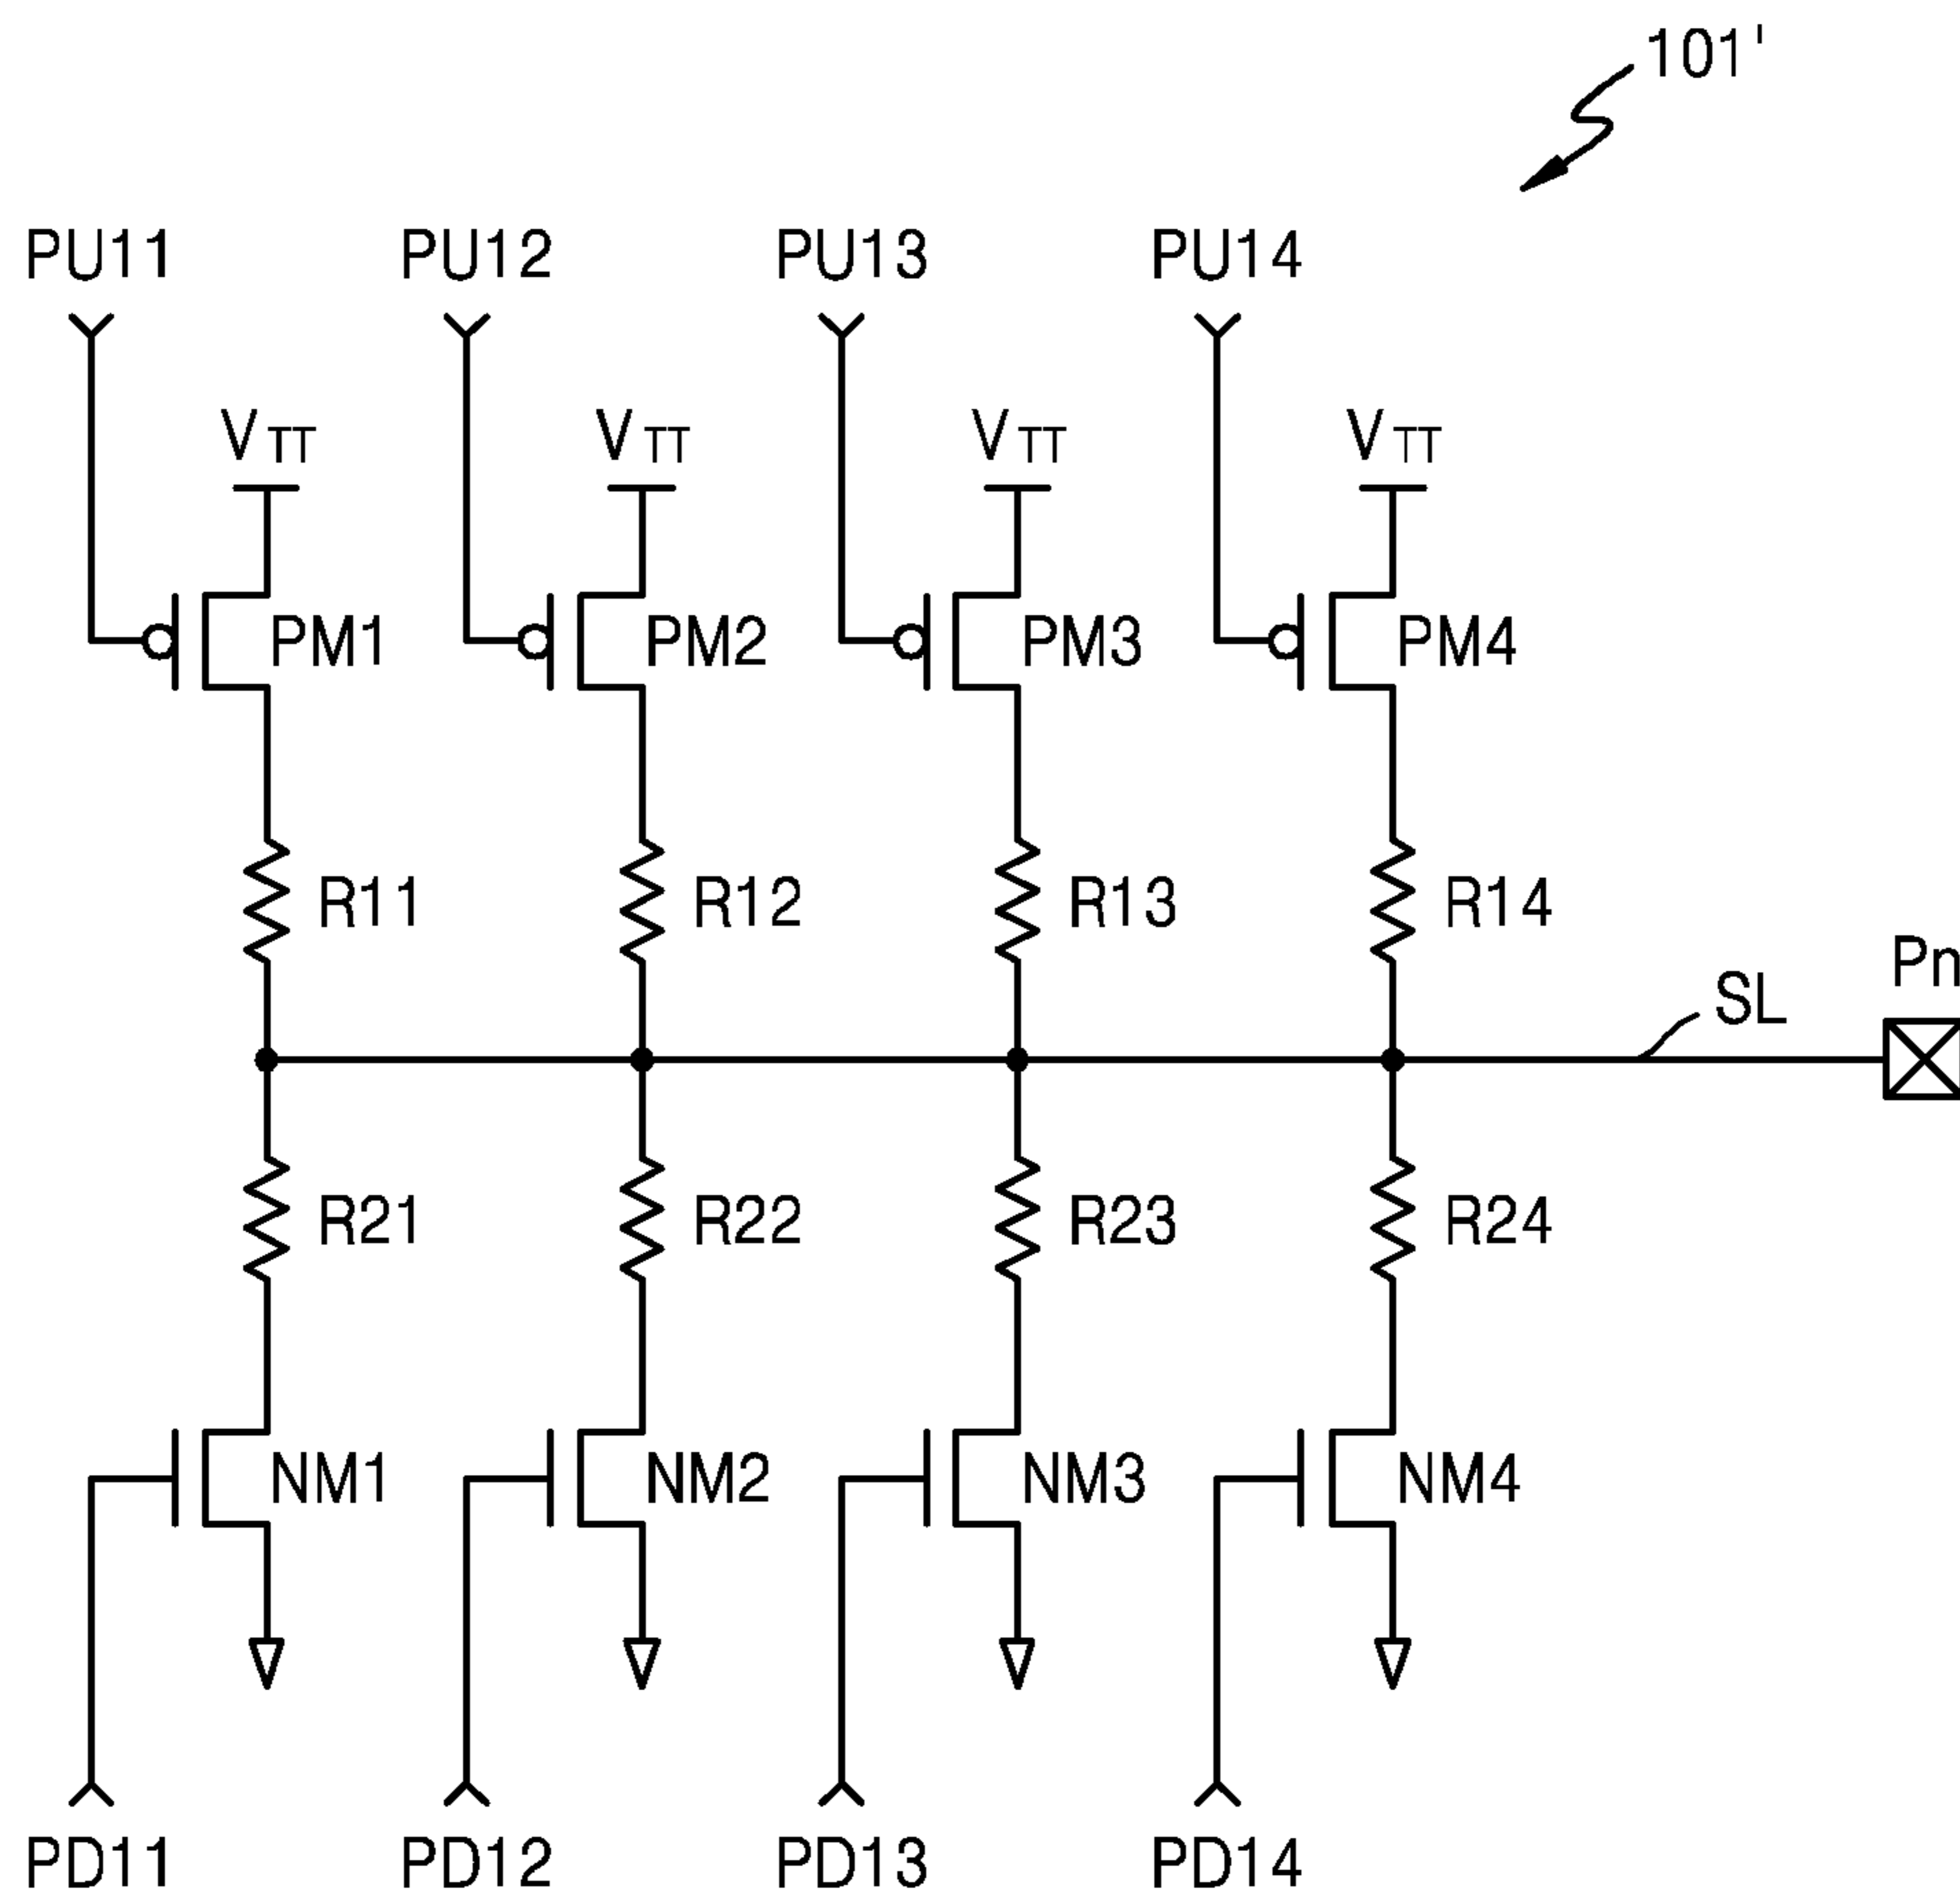 101'
PU11 PU12 PU13 PU14
VTT VTT VTT VTT
PM1 PM2 PM3 PM4
R11 R12 R13 R14
Pn
SL
R21 R22 R23 R24
NM1 NM2 NM3 NM4
PD11 PD12 PD13 PD14